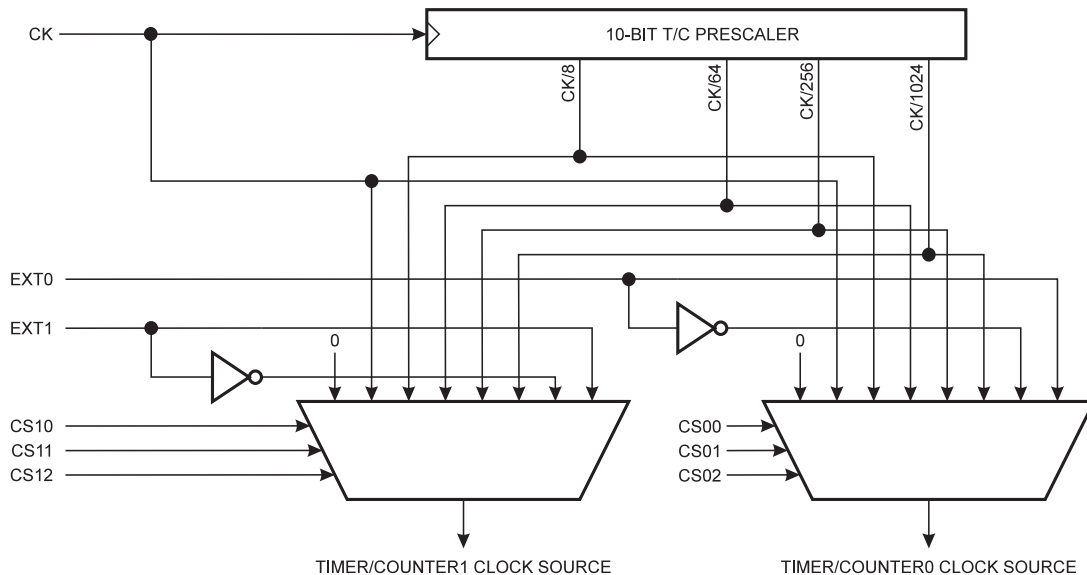 CK
10-BIT T/C PRESCALER
CK/8
CK/64
CK/256
CK/1024
EXT0
EXT1
0
0
CS10
CS11
CS12
CS00
CS01
CS02
TIMER/COUNTER1 CLOCK SOURCE
TIMER/COUNTER0 CLOCK SOURCE